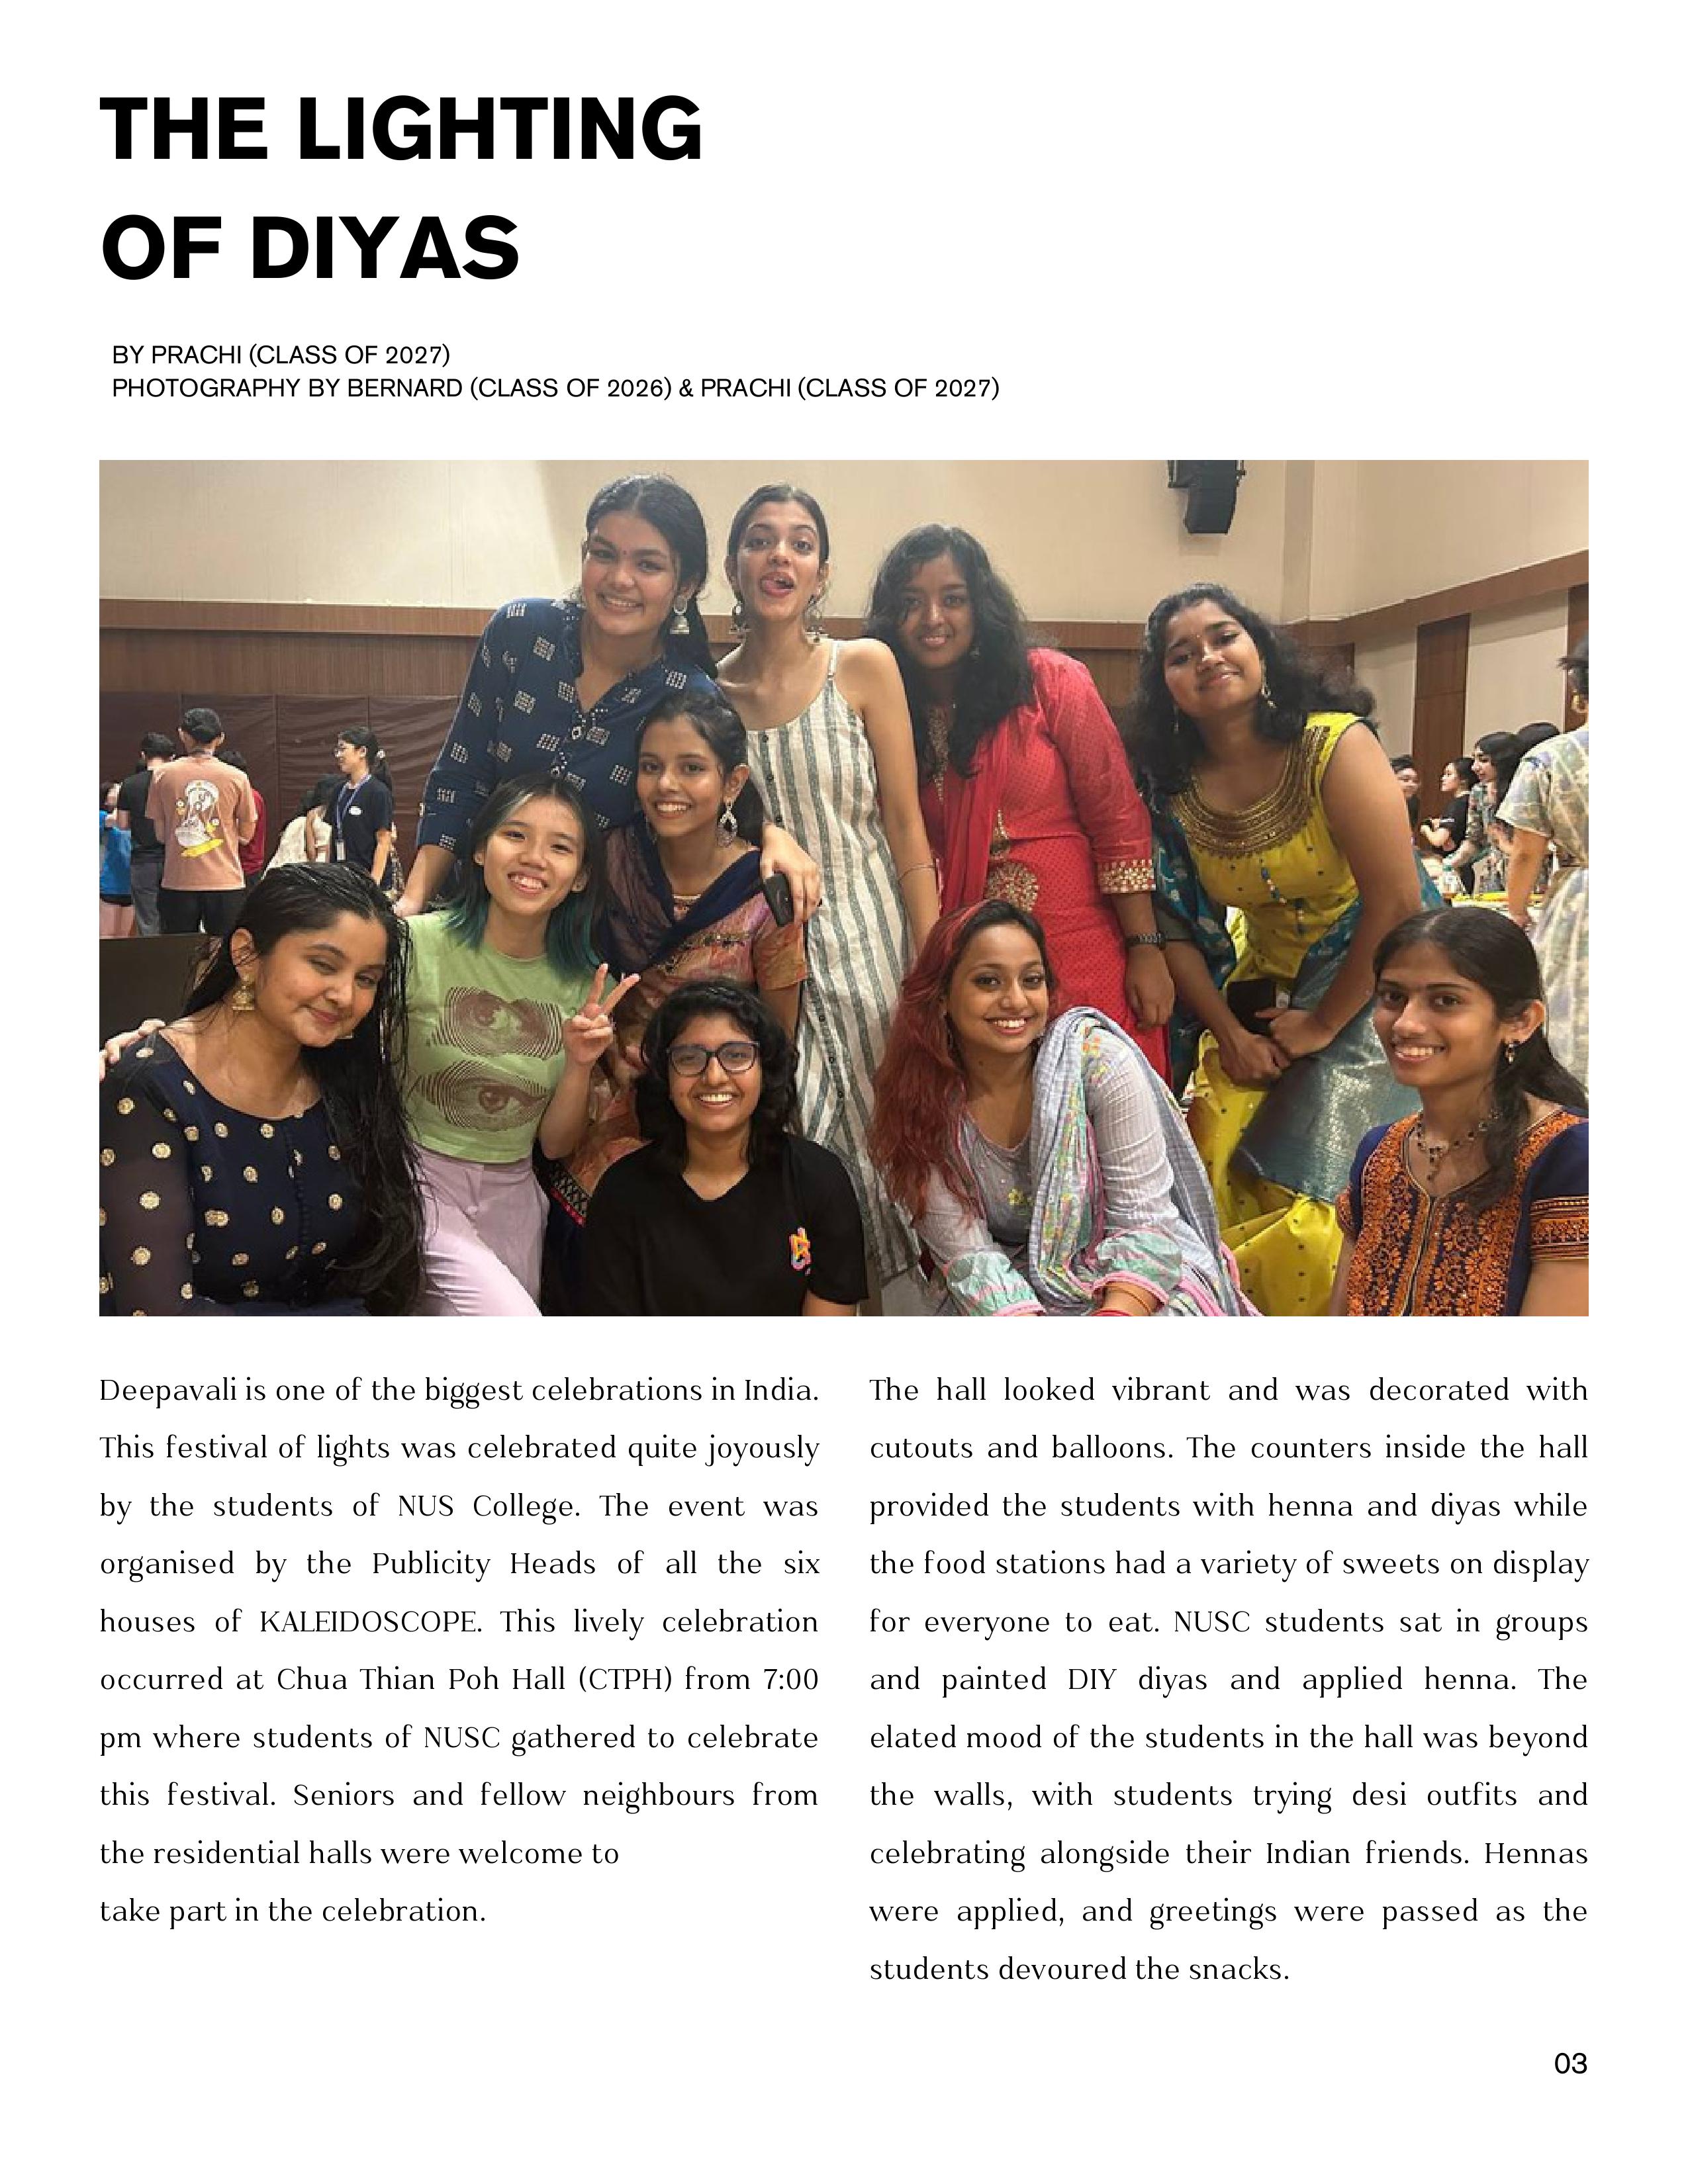 THE LIGHTING
OF DIYAS
BY PRACHI (CLASS OF 2027)
PHOTOGRAPHY BY BERNARD (CLASS OF 2026) & PRACHI (CLASS OF 2027)
Deepavali is one of the biggest celebrations in India.
This festival of lights was celebrated quite joyously
by the students of NUS College. The event was
organised by the Publicity Heads of all the six
houses of KALEIDOSCOPE. This lively celebration
occurred at Chua Thian Poh Hall (CTPH) from 7:00
pm where students of NUSC gathered to celebrate
this festival. Seniors and fellow neighbours from
the residential halls were welcome to
take part in the celebration.
The hall looked vibrant and was decorated with
cutouts and balloons. The counters inside the hall
provided the students with henna and diyas while
the food stations had a variety of sweets on display
for everyone to eat. NUSC students sat in groups
and painted DIY diyas and applied henna. The
elated mood of the students in the hall was beyond
the walls, with students trying desi outfits and
celebrating alongside their Indian friends. Hennas
were applied, and greetings were passed as the
students devoured the snacks.
03